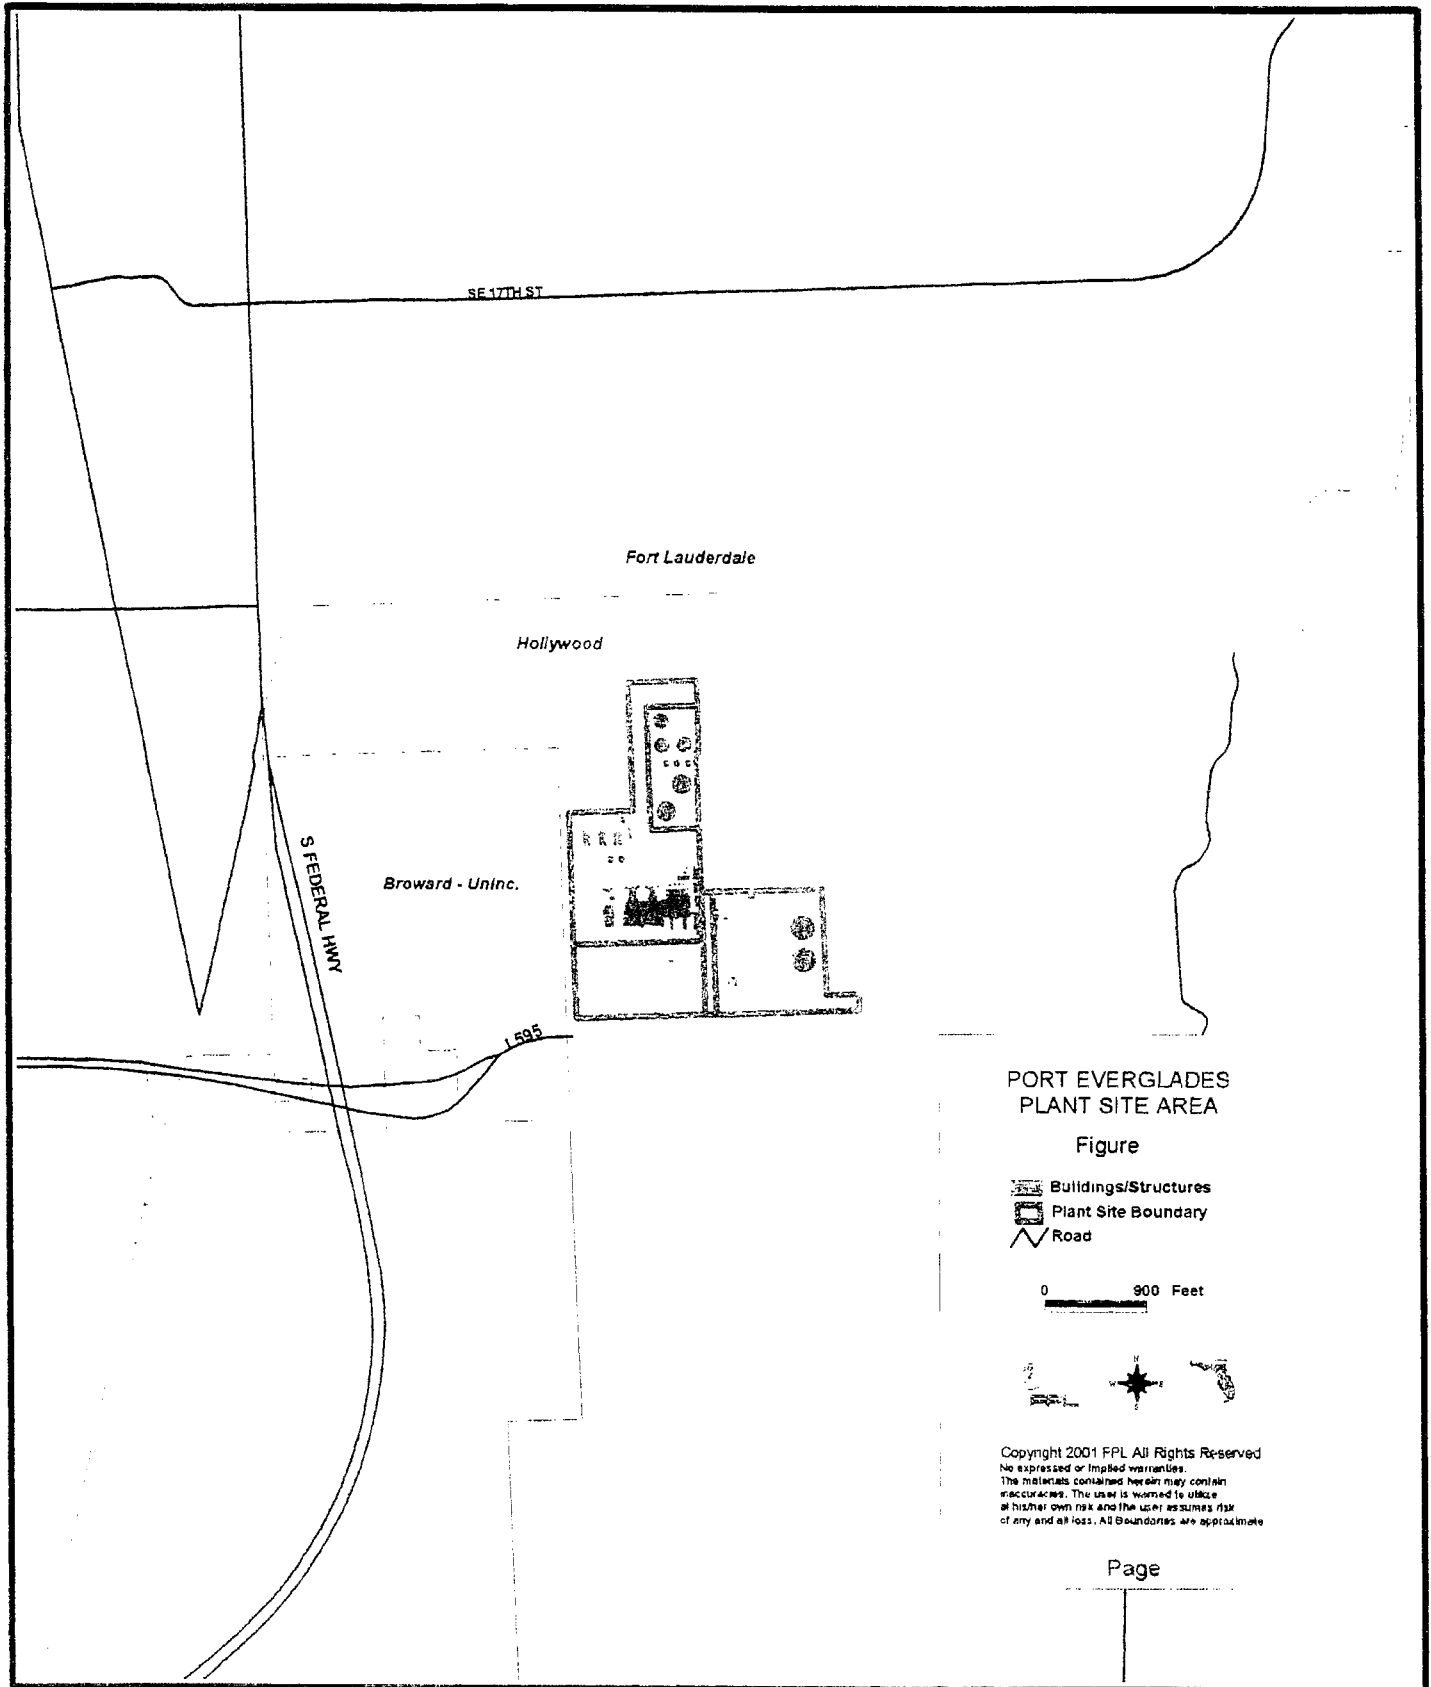 SE 17TH ST
Fort Lauderdale
Hollywood
S FEDERAL HWY
Broward - Uninc.
I 595
PORT EVERGLADES
PLANT SITE AREA
Figure
Buildings/Structures
Plant Site Boundary
Road
0 900 Feet
N
W E
S
Copyright 2001 FPL All Rights Reserved
No expressed or implied warranties.
The materials contained herein may contain
inaccuracies. The user is warned to utilize
at his/her own risk and the user assumes risk
of any and all loss. All Boundaries are approximate
Page